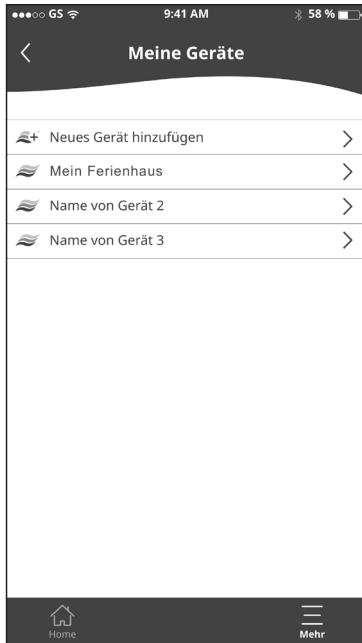 GS 9:41 AM 58 %
Meine Geräte
Neues Gerät hinzufügen
Mein Ferienhaus
Name von Gerät 2
Name von Gerät 3
Home Mehr